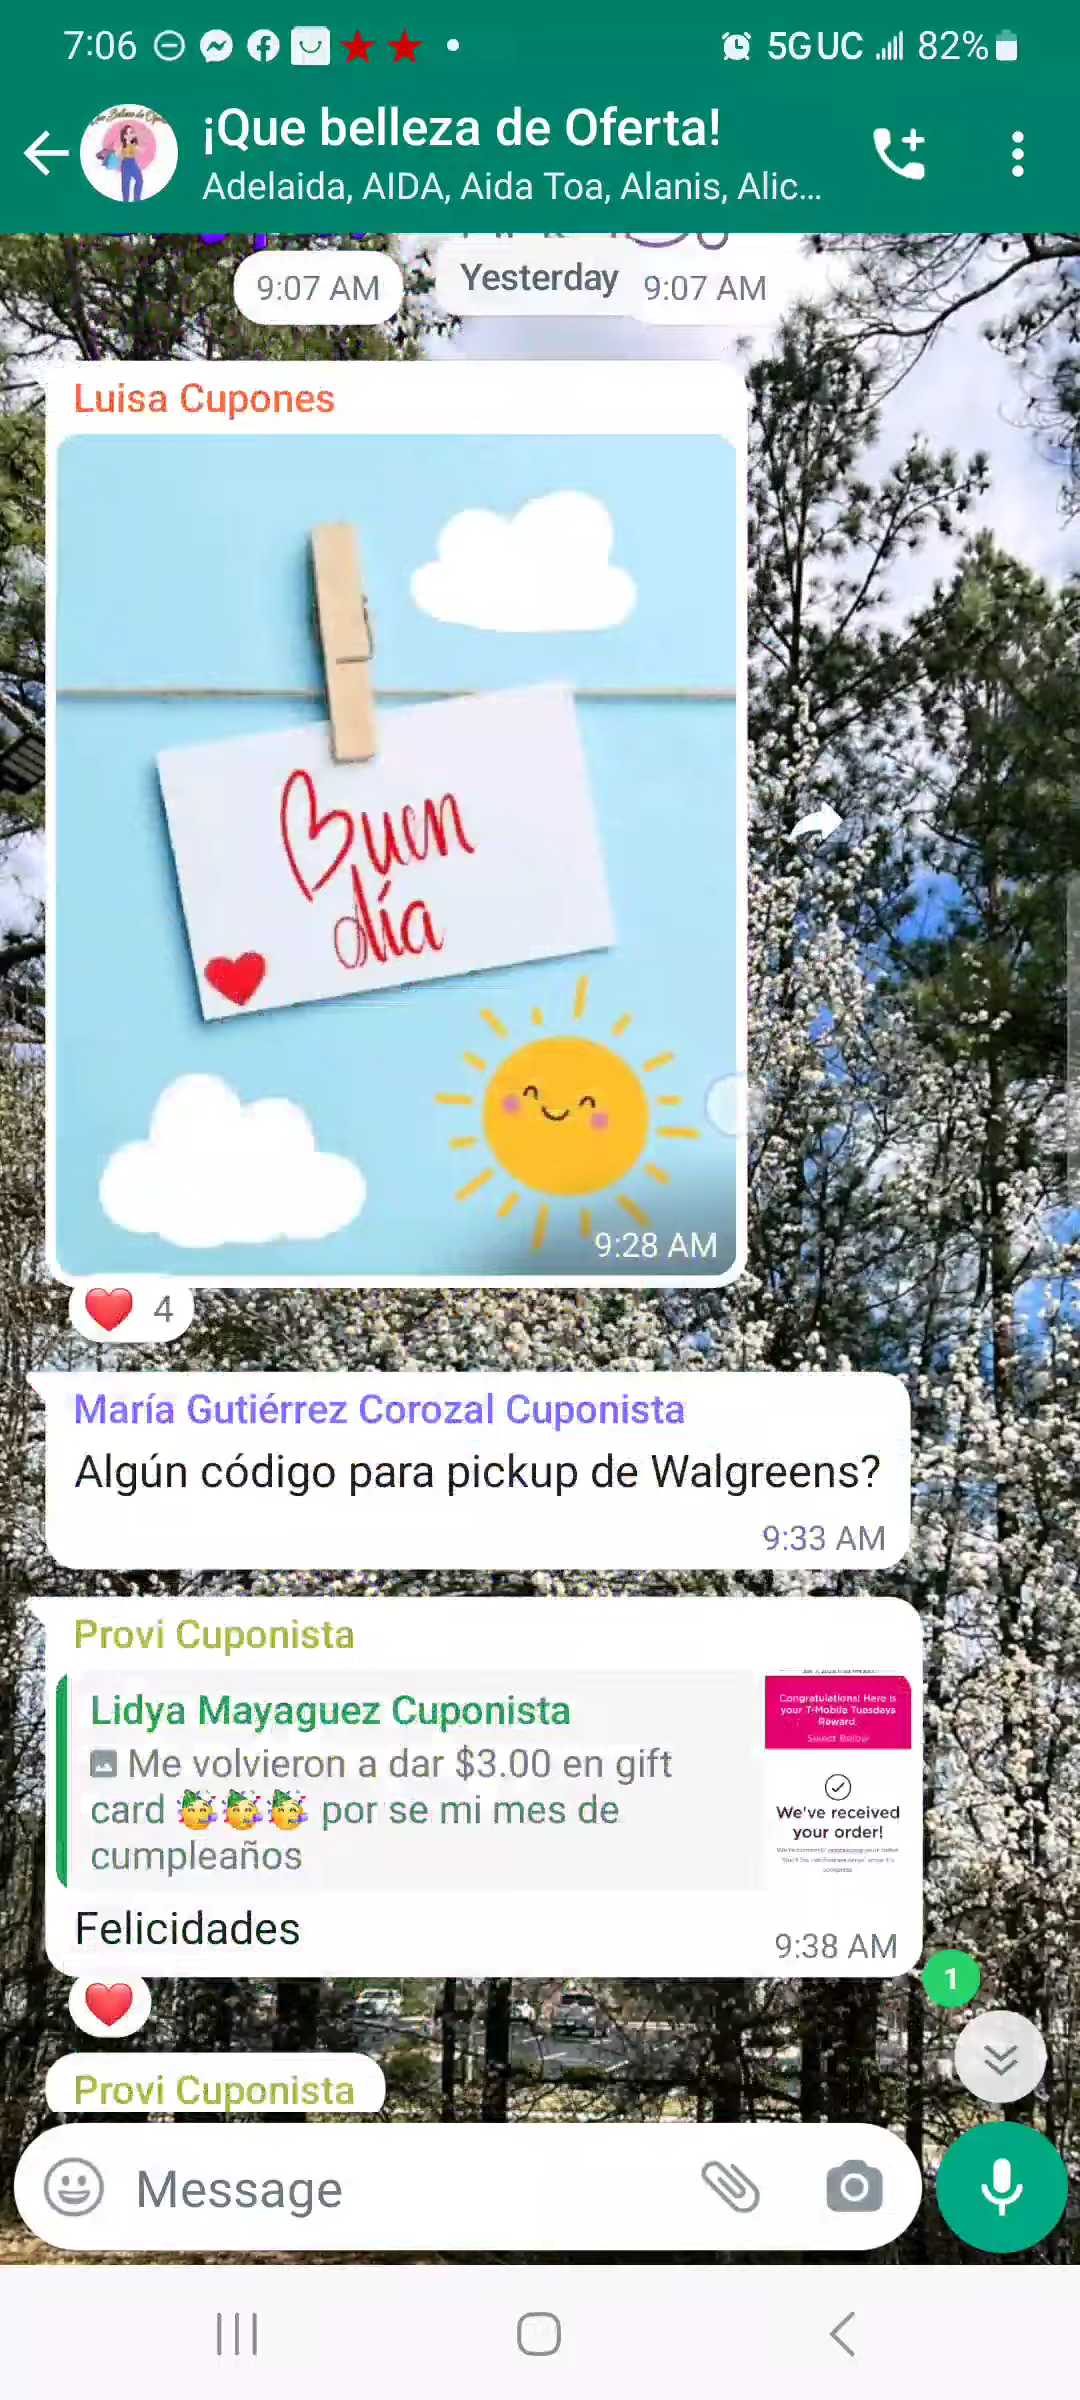 7:06
5G UC
82%
¡Que belleza de Oferta!
Adelaida, AIDA, Aida Toa, Alanis, Alic...
9:07 AM
Yesterday
9:07 AM
Luisa Cupones
Buen
día
9:28 AM
4
María Gutiérrez Corozal Cuponista
Algún código para pickup de Walgreens?
9:33 AM
Provi Cuponista
Lidya Mayaguez Cuponista
Me volvieron a dar $3.00 en gift
card 🥳🥳🥳 por se mi mes de
cumpleaños
Congratulations! Here is
your T-Mobile Tuesdays
Reward
We've received
your order!
Felicidades
9:38 AM
1
Provi Cuponista
Message